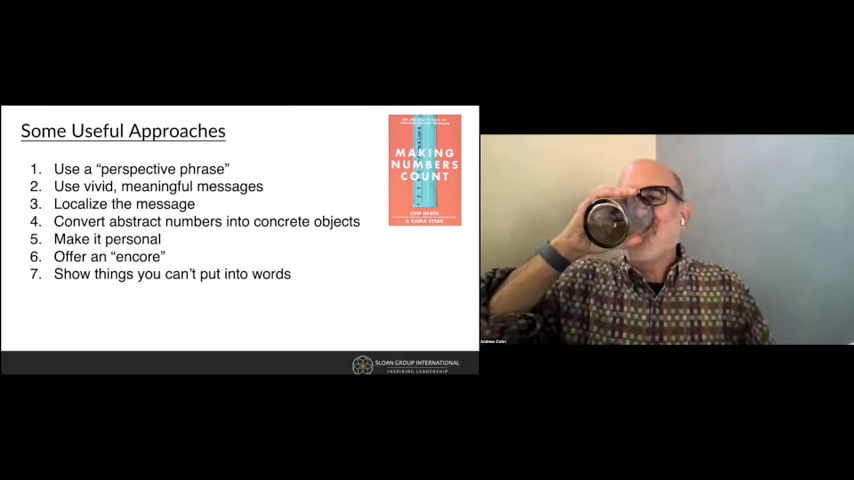 Some Useful Approaches
1. Use a “perspective phrase”
2. Use vivid, meaningful messages
3. Localize the message
4. Convert abstract numbers into concrete objects
5. Make it personal
6. Offer an “encore”
7. Show things you can’t put into words
MAKING
NUMBERS
COUNT
CHIP HEATH
& KARLA STARR
SLOAN GROUP INTERNATIONAL
INSPIRING LEADERSHIP
Andrew Cohn